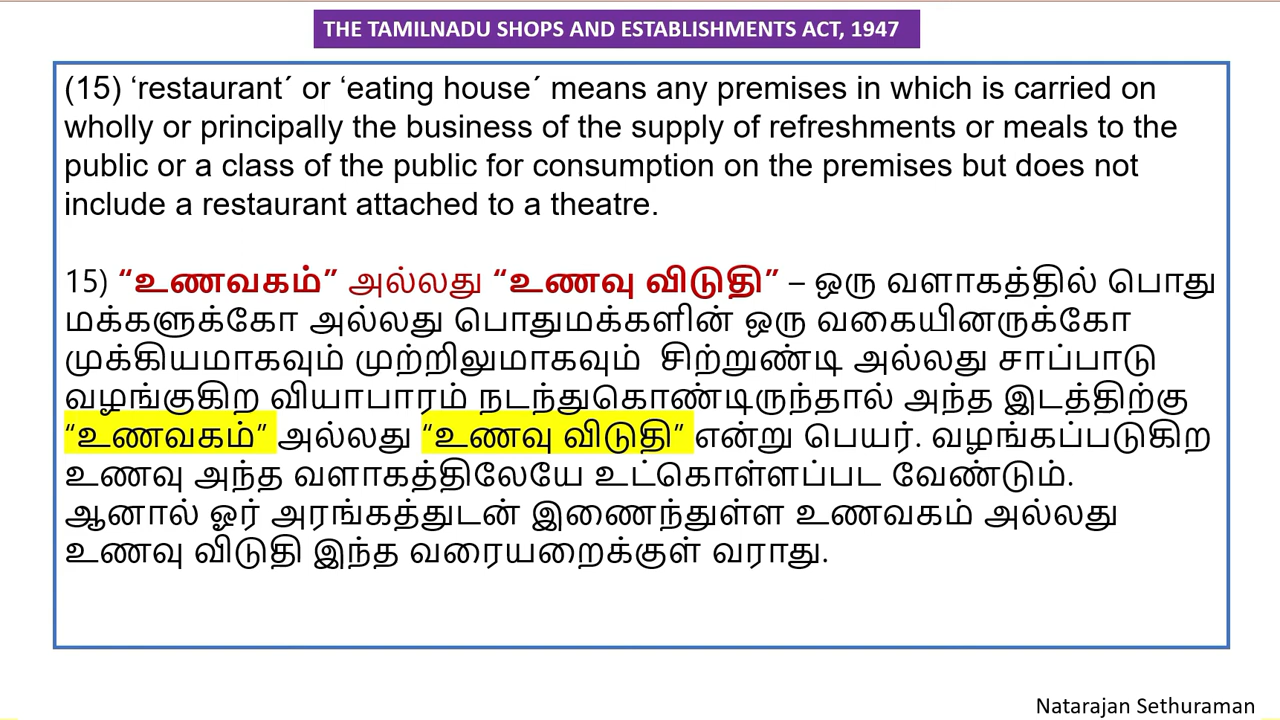 THE TAMILNADU SHOPS AND ESTABLISHMENTS ACT, 1947
(15) ‘restaurant´ or ‘eating house´ means any premises in which is carried on
wholly or principally the business of the supply of refreshments or meals to the
public or a class of the public for consumption on the premises but does not
include a restaurant attached to a theatre.
15) “உணவகம்” அல்லது “உணவு விடுதி” – ஒரு வளாகத்தில் பொது
மக்களுக்கோ அல்லது பொதுமக்களின் ஒரு வகையினருக்கோ
முக்கியமாகவும் முற்றிலுமாகவும் சிற்றுண்டி அல்லது சாப்பாடு
வழங்குகிற வியாபாரம் நடந்துகொண்டிருந்தால் அந்த இடத்திற்கு
“உணவகம்” அல்லது “உணவு விடுதி” என்று பெயர். வழங்கப்படுகிற
உணவு அந்த வளாகத்திலேயே உட்கொள்ளப்பட வேண்டும்.
ஆனால் ஓர் அரங்கத்துடன் இணைந்துள்ள உணவகம் அல்லது
உணவு விடுதி இந்த வரையறைக்குள் வராது.
Natarajan Sethuraman